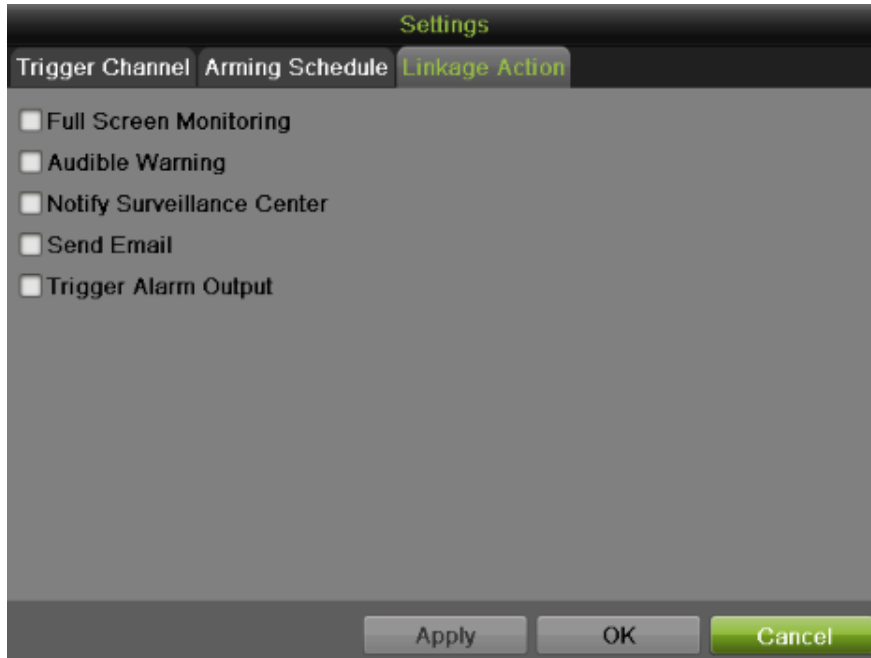 Settings
Trigger Channel Arming Schedule Linkage Action
Full Screen Monitoring
Audible Warning
Notify Surveillance Center
Send Email
Trigger Alarm Output
Apply OK Cancel